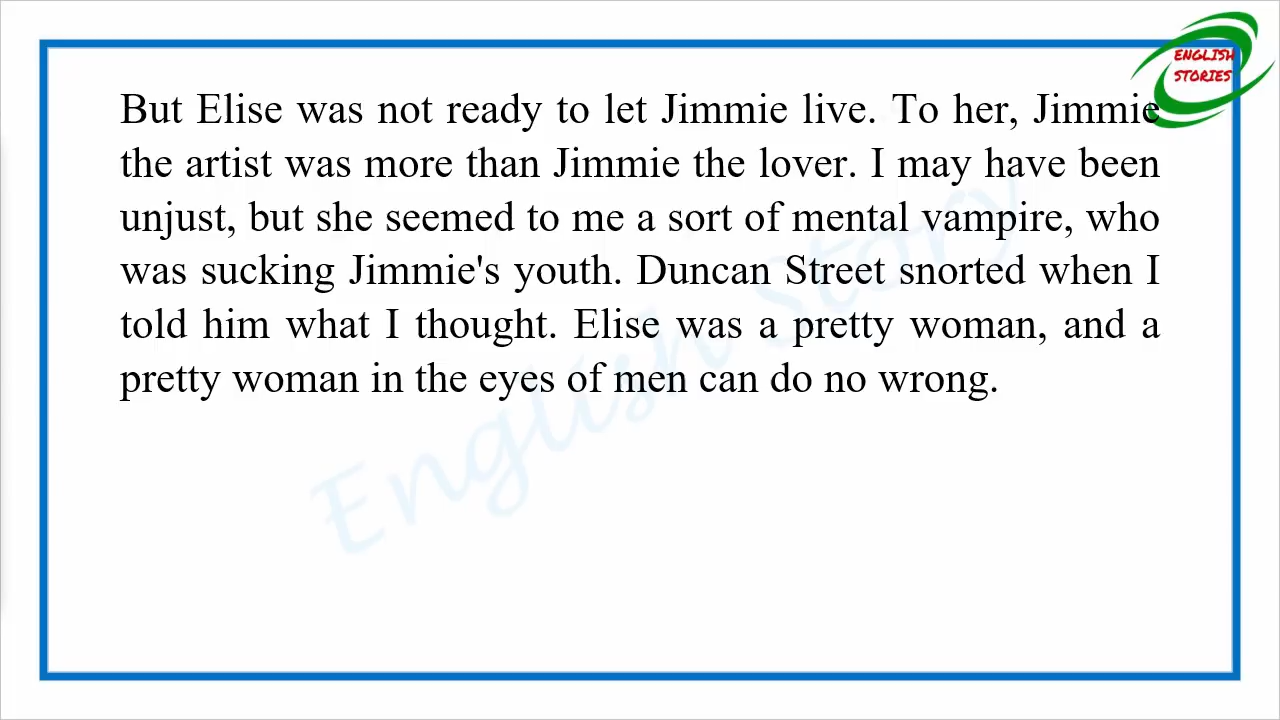 ENGLISH
STORIES
But Elise was not ready to let Jimmie live. To her, Jimmie
the artist was more than Jimmie the lover. I may have been
unjust, but she seemed to me a sort of mental vampire, who
was sucking Jimmie's youth. Duncan Street snorted when I
told him what I thought. Elise was a pretty woman, and a
pretty woman in the eyes of men can do no wrong.
English Story